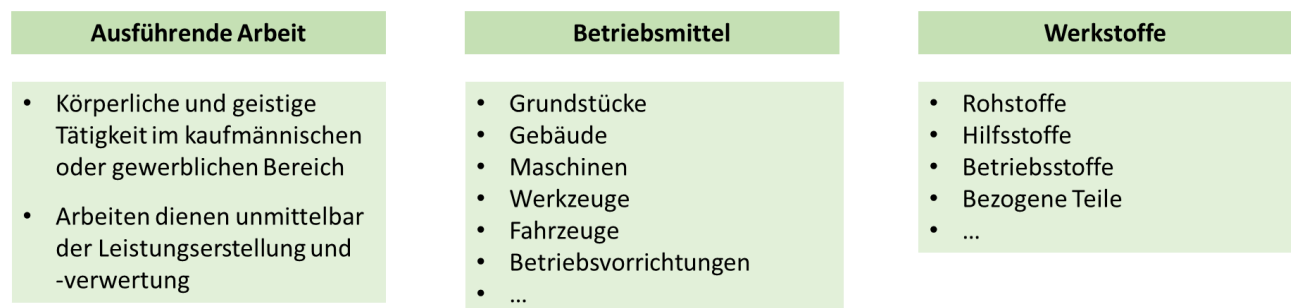 Ausführende Arbeit
• Körperliche und geistige
Tätigkeit im kaufmännischen
oder gewerblichen Bereich
• Arbeiten dienen unmittelbar
der Leistungserstellung und
-verwertung
Betriebsmittel
• Grundstücke
• Gebäude
• Maschinen
• Werkzeuge
• Fahrzeuge
• Betriebsvorrichtungen
• ...
Werkstoffe
• Rohstoffe
• Hilfsstoffe
• Betriebsstoffe
• Bezogene Teile
• ...